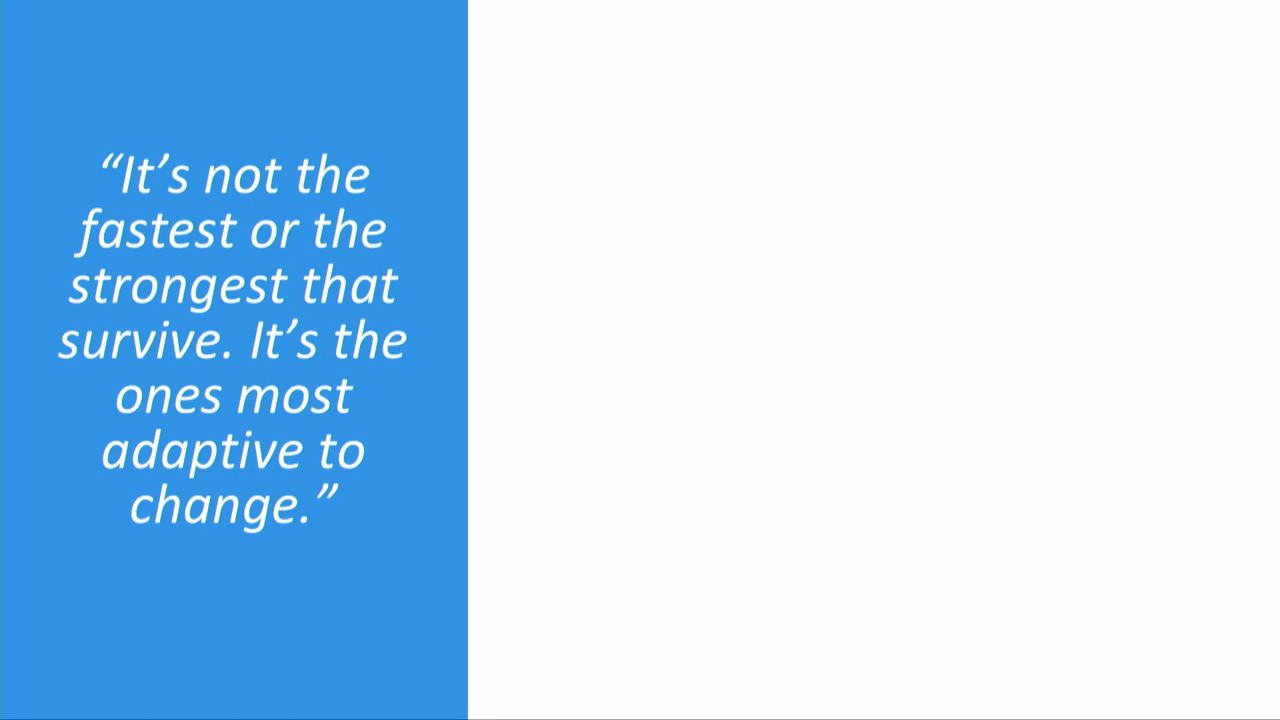 “It’s not the
fastest or the
strongest that
survive. It’s the
ones most
adaptive to
change.”